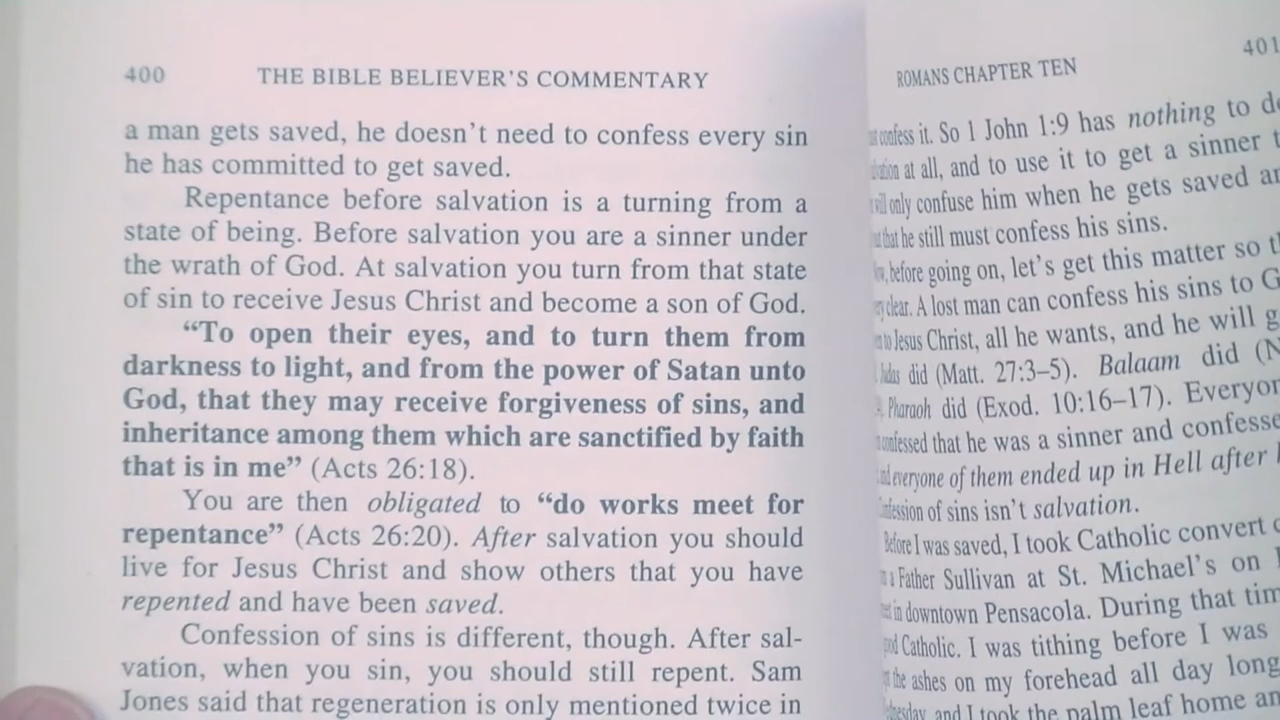 400 THE BIBLE BELIEVER'S COMMENTARY
a man gets saved, he doesn't need to confess every sin
he has committed to get saved.
Repentance before salvation is a turning from a
state of being. Before salvation you are a sinner under
the wrath of God. At salvation you turn from that state
of sin to receive Jesus Christ and become a son of God.
“To open their eyes, and to turn them from
darkness to light, and from the power of Satan unto
God, that they may receive forgiveness of sins, and
inheritance among them which are sanctified by faith
that is in me” (Acts 26:18).
You are then obligated to “do works meet for
repentance” (Acts 26:20). After salvation you should
live for Jesus Christ and show others that you have
repented and have been saved.
Confession of sins is different, though. After sal-
vation, when you sin, you should still repent. Sam
Jones said that regeneration is only mentioned twice in
ROMANS CHAPTER TEN 401
confess it. So 1 John 1:9 has nothing to
at all, and to use it to get a sinner
only confuse him when he gets saved
that he still must confess his sins.
before going on, let's get this matter so
clear. A lost man can confess his sins to
to Jesus Christ, all he wants, and he will
did (Matt. 27:3–5). Balaam did
Pharaoh did (Exod. 10:16–17).
confessed that he was a sinner and
everyone of them ended up in Hell after
of sins isn't salvation.
Before I was saved, I took Catholic convert
a Father Sullivan at St. Michael's on
in downtown Pensacola. During that
Catholic. I was tithing before I was
the ashes on my forehead all day long
and I took the palm leaf home